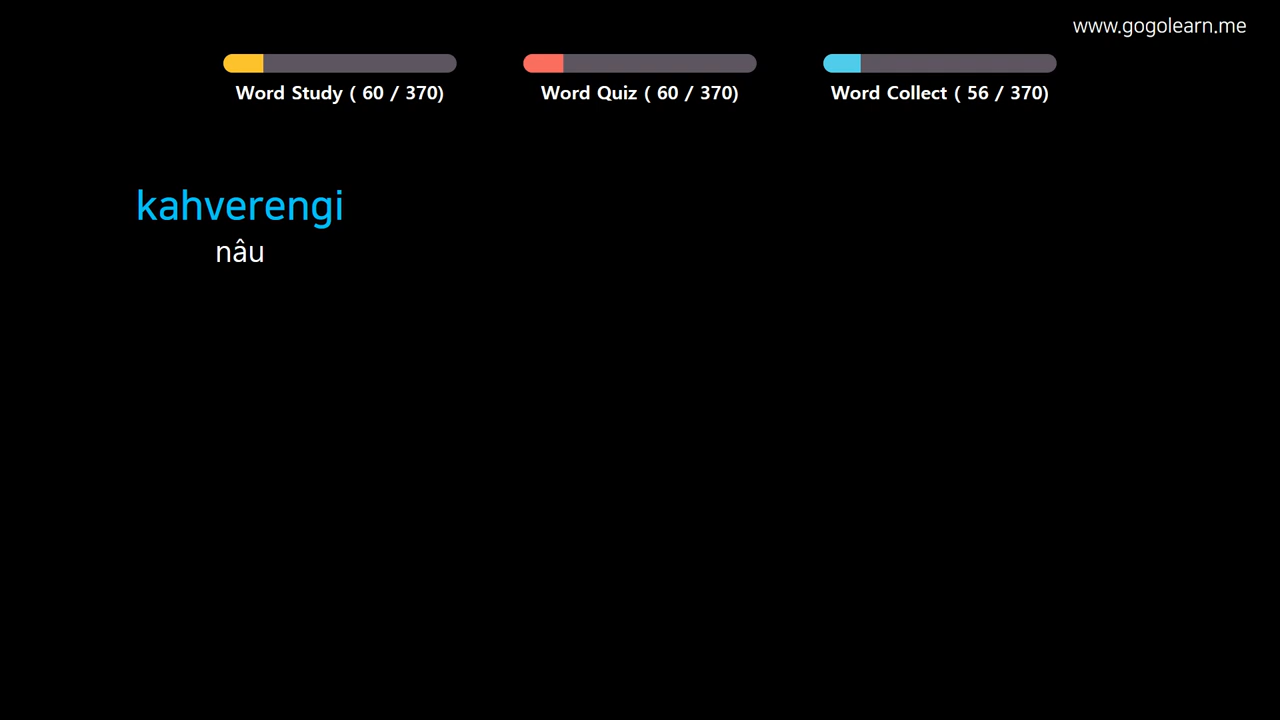 www.gogolearn.me
Word Study ( 60 / 370)
Word Quiz ( 60 / 370)
Word Collect ( 56 / 370)
kahverengi
nâu